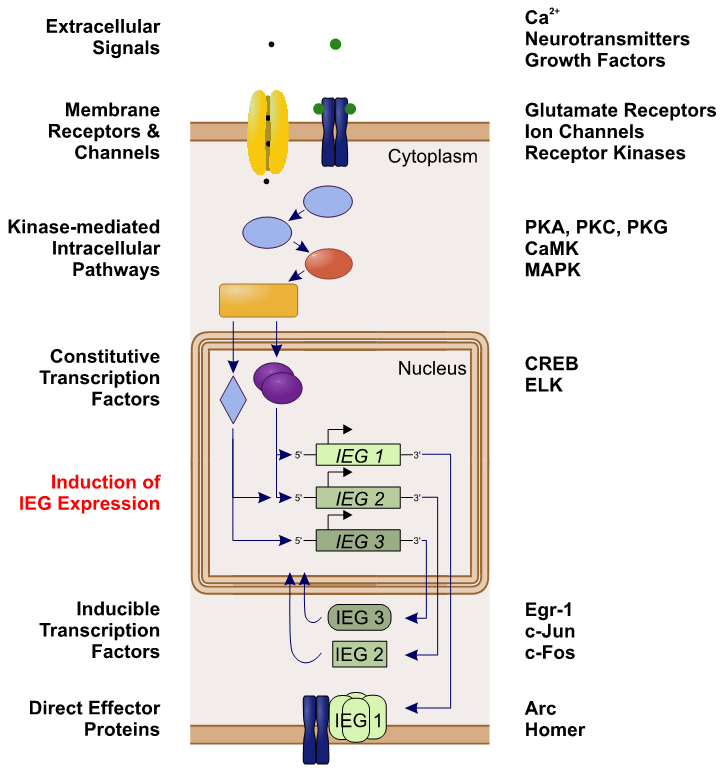 Extracellular
Signals
Ca²⁺
Neurotransmitters
Growth Factors
Membrane
Receptors &
Channels
Glutamate Receptors
Ion Channels
Receptor Kinases
Cytoplasm
Kinase-mediated
Intracellular
Pathways
PKA, PKC, PKG
CaMK
MAPK
Constitutive
Transcription
Factors
Nucleus
CREB
ELK
Induction of
IEG Expression
5' IEG 1 3'
5' IEG 2 3'
5' IEG 3 3'
Inducible
Transcription
Factors
IEG 3
IEG 2
Egr-1
c-Jun
c-Fos
Direct Effector
Proteins
IEG 1
Arc
Homer